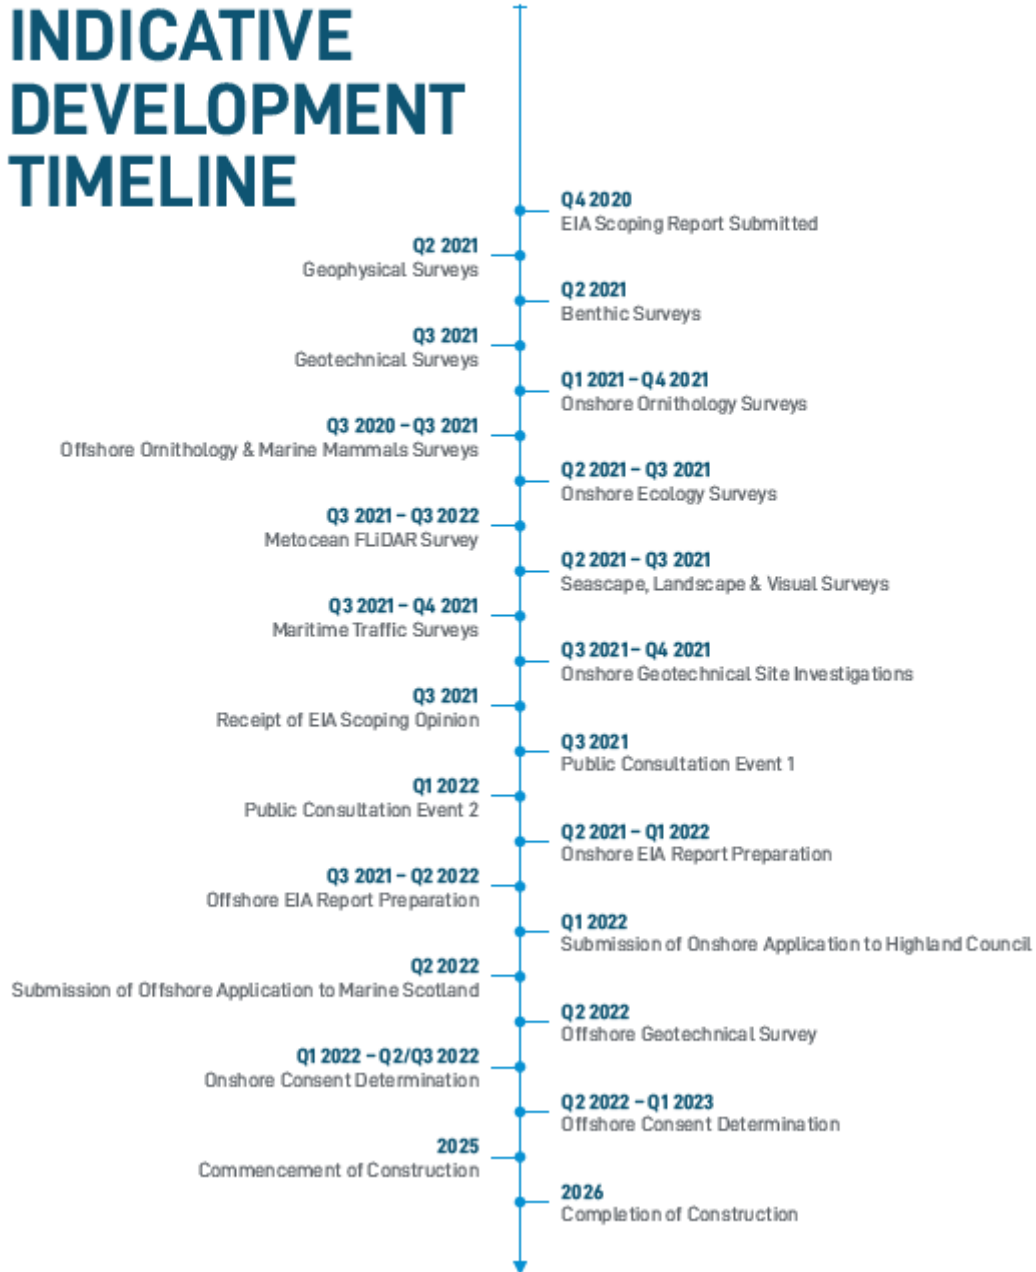 INDICATIVE
DEVELOPMENT
TIMELINE
Q4 2020
EIA Scoping Report Submitted
Q2 2021
Geophysical Surveys
Q2 2021
Benthic Surveys
Q3 2021
Geotechnical Surveys
Q1 2021 – Q4 2021
Onshore Ornithology Surveys
Q3 2020 – Q3 2021
Offshore Ornithology & Marine Mammals Surveys
Q2 2021 – Q3 2021
Onshore Ecology Surveys
Q3 2021 – Q3 2022
Metocean FLiDAR Survey
Q2 2021 – Q3 2021
Seascape, Landscape & Visual Surveys
Q3 2021 – Q4 2021
Maritime Traffic Surveys
Q3 2021 – Q4 2021
Onshore Geotechnical Site Investigations
Q3 2021
Receipt of EIA Scoping Opinion
Q3 2021
Public Consultation Event 1
Q1 2022
Public Consultation Event 2
Q2 2021 – Q1 2022
Onshore EIA Report Preparation
Q3 2021 – Q2 2022
Offshore EIA Report Preparation
Q1 2022
Submission of Onshore Application to Highland Council
Q2 2022
Submission of Offshore Application to Marine Scotland
Q2 2022
Offshore Geotechnical Survey
Q1 2022 – Q2/Q3 2022
Onshore Consent Determination
Q2 2022 – Q1 2023
Offshore Consent Determination
2025
Commencement of Construction
2026
Completion of Construction